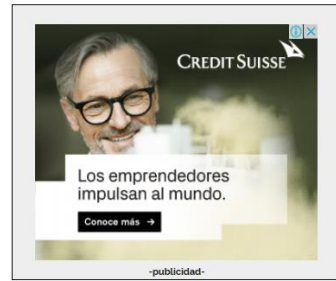 CREDIT SUISSE
Los emprendedores
impulsan al mundo.
Conoce más →
-publicidad-